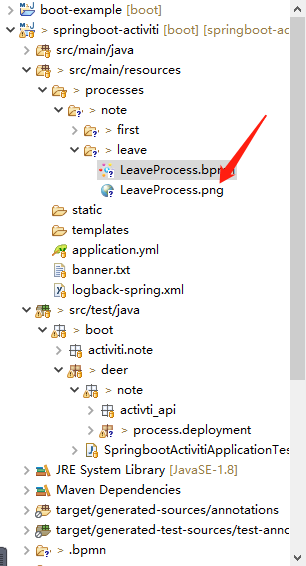 boot-example [boot]
> springboot-activiti [boot] [springboot-ac
src/main/java
> src/main/resources
> processes
> note
> first
> leave
LeaveProcess.bpm
LeaveProcess.png
static
templates
application.yml
banner.txt
logback-spring.xml
> src/test/java
> boot
activiti.note
> deer
> note
activti_api
> process.deployment
SpringbootActivitiApplicationTes
JRE System Library [JavaSE-1.8]
Maven Dependencies
target/generated-sources/annotations
target/generated-test-sources/test-anno
> .bpmn